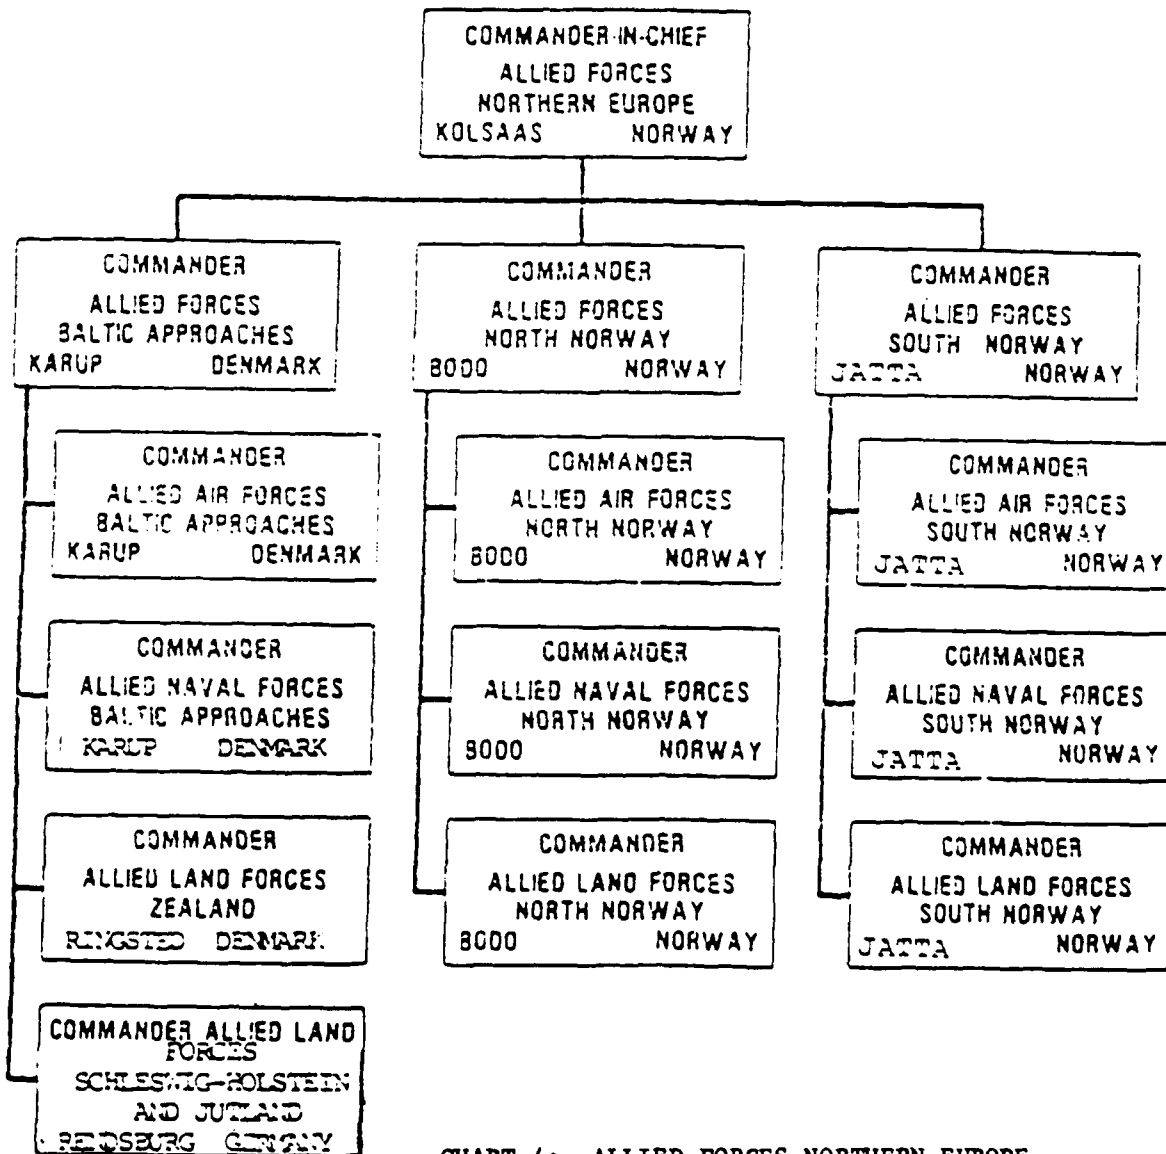 COMMANDER-IN-CHIEF
ALLIED FORCES
NORTHERN EUROPE
KOLSAAS NORWAY
COMMANDER
ALLIED FORCES
BALTIC APPROACHES
KARUP DENMARK
COMMANDER
ALLIED AIR FORCES
BALTIC APPROACHES
KARUP DENMARK
COMMANDER
ALLIED NAVAL FORCES
BALTIC APPROACHES
KARUP DENMARK
COMMANDER
ALLIED LAND FORCES
ZEALAND
RINGSTED DENMARK
COMMANDER ALLIED LAND
FORCES
SCHLESWIG-HOLSTEIN
AND JUTLAND
RENDSBURG GERMANY
COMMANDER
ALLIED FORCES
NORTH NORWAY
BODO NORWAY
COMMANDER
ALLIED AIR FORCES
NORTH NORWAY
BODO NORWAY
COMMANDER
ALLIED NAVAL FORCES
NORTH NORWAY
BODO NORWAY
COMMANDER
ALLIED LAND FORCES
NORTH NORWAY
BODO NORWAY
COMMANDER
ALLIED FORCES
SOUTH NORWAY
JATTA NORWAY
COMMANDER
ALLIED AIR FORCES
SOUTH NORWAY
JATTA NORWAY
COMMANDER
ALLIED NAVAL FORCES
SOUTH NORWAY
JATTA NORWAY
COMMANDER
ALLIED LAND FORCES
SOUTH NORWAY
JATTA NORWAY
CHART 4: ALLIED FORCES NORTHERN EUROPE